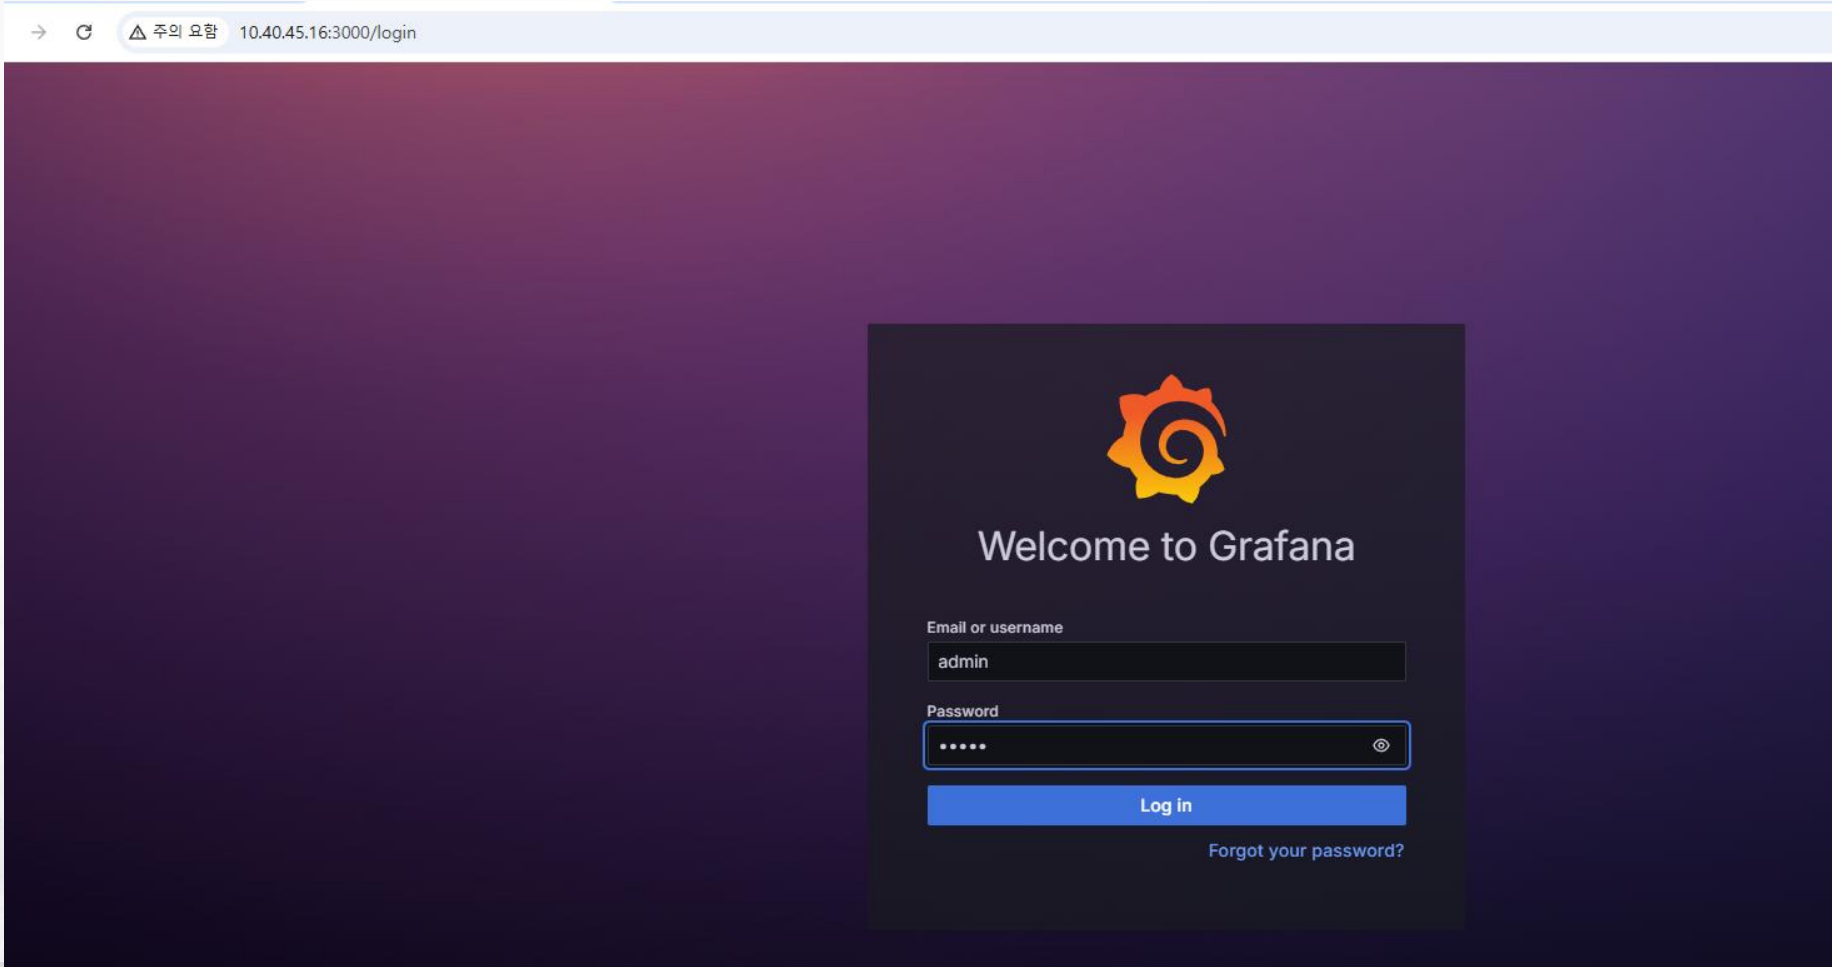 주의 요함 10.40.45.16:3000/login
Welcome to Grafana
Email or username
admin
Password
•••••
Log in
Forgot your password?